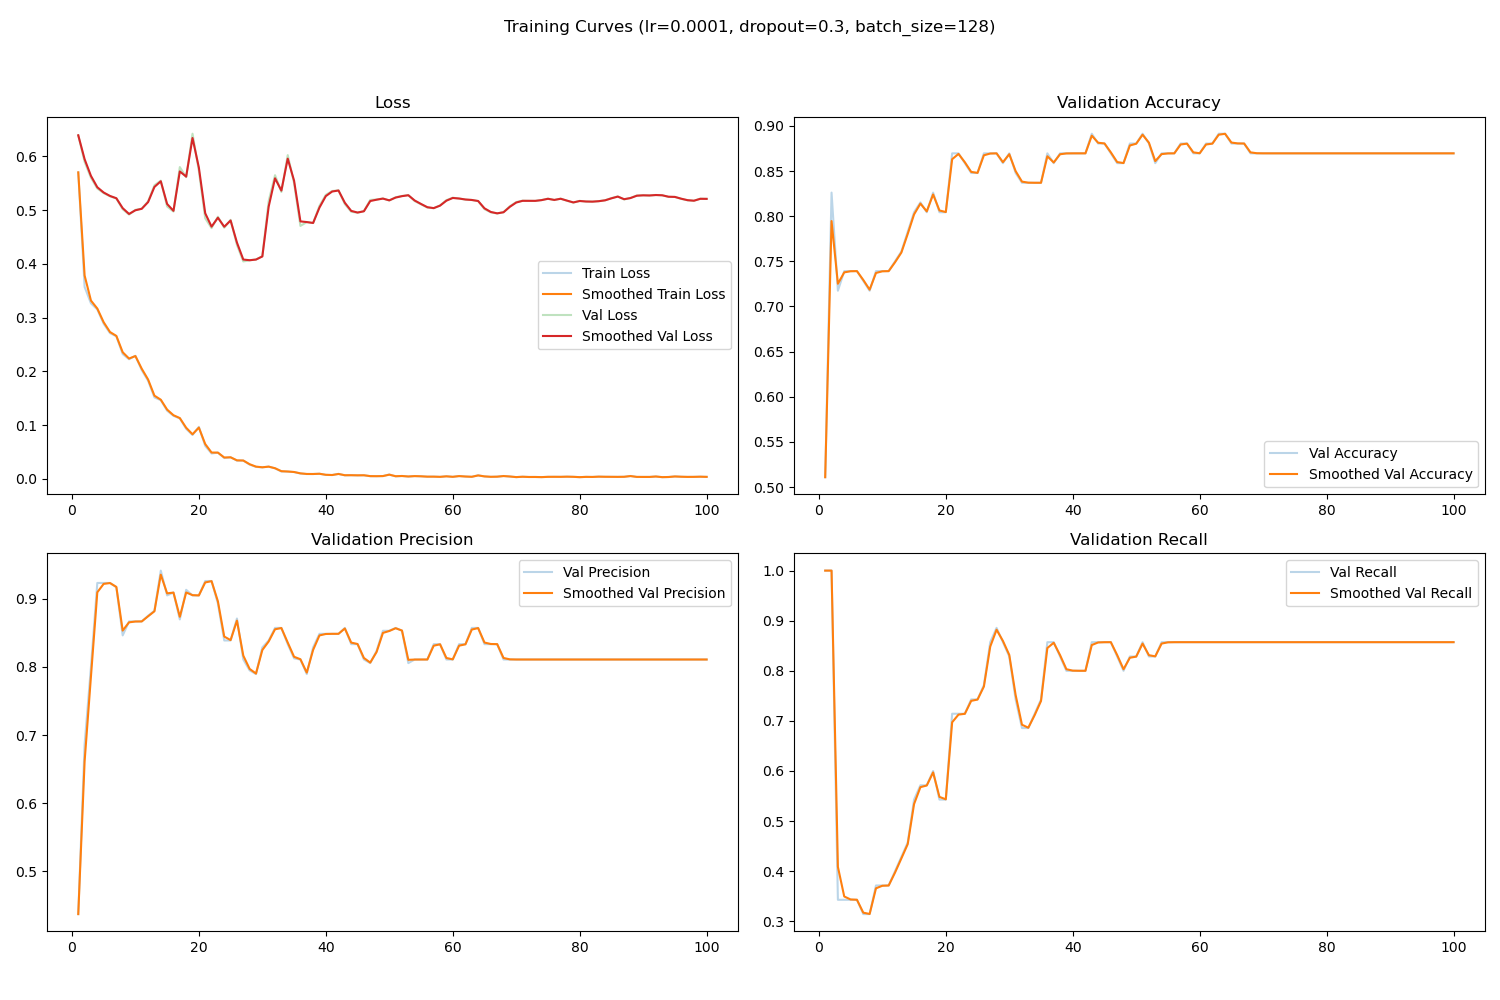 Training Curves (lr=0.0001, dropout=0.3, batch_size=128)
Loss
0.6
0.5
0.4
0.3
0.2
0.1
0.0
0 20 40 60 80 100
Train Loss
Smoothed Train Loss
Val Loss
Smoothed Val Loss
Validation Accuracy
0.90
0.85
0.80
0.75
0.70
0.65
0.60
0.55
0.50
0 20 40 60 80 100
Val Accuracy
Smoothed Val Accuracy
Validation Precision
0.9
0.8
0.7
0.6
0.5
0 20 40 60 80 100
Val Precision
Smoothed Val Precision
Validation Recall
1.0
0.9
0.8
0.7
0.6
0.5
0.4
0.3
0 20 40 60 80 100
Val Recall
Smoothed Val Recall